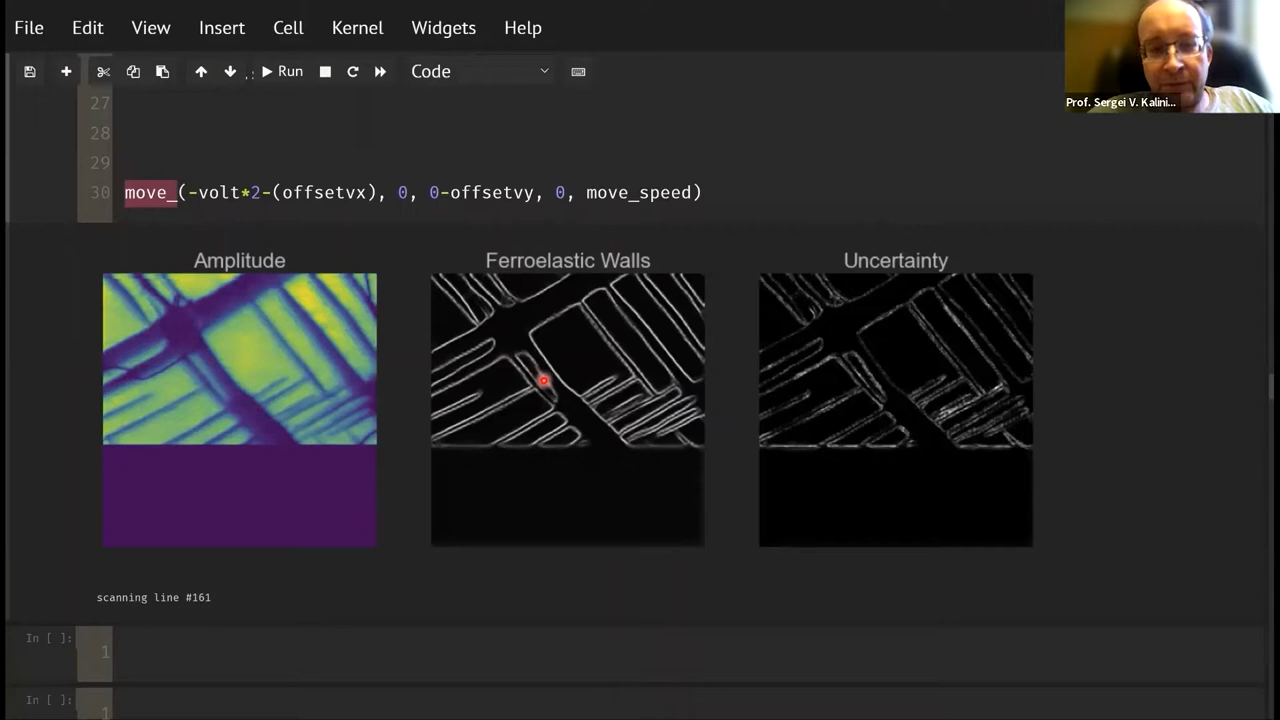 File Edit View Insert Cell Kernel Widgets Help
Run Code
Prof. Sergei V. Kalini...
27
28
29
30 move_(-volt*2-(offsetvx), 0, 0-offsetvy, 0, move_speed)
Amplitude Ferroelastic Walls Uncertainty
scanning line #161
In [ ]:
1
In [ ]:
1